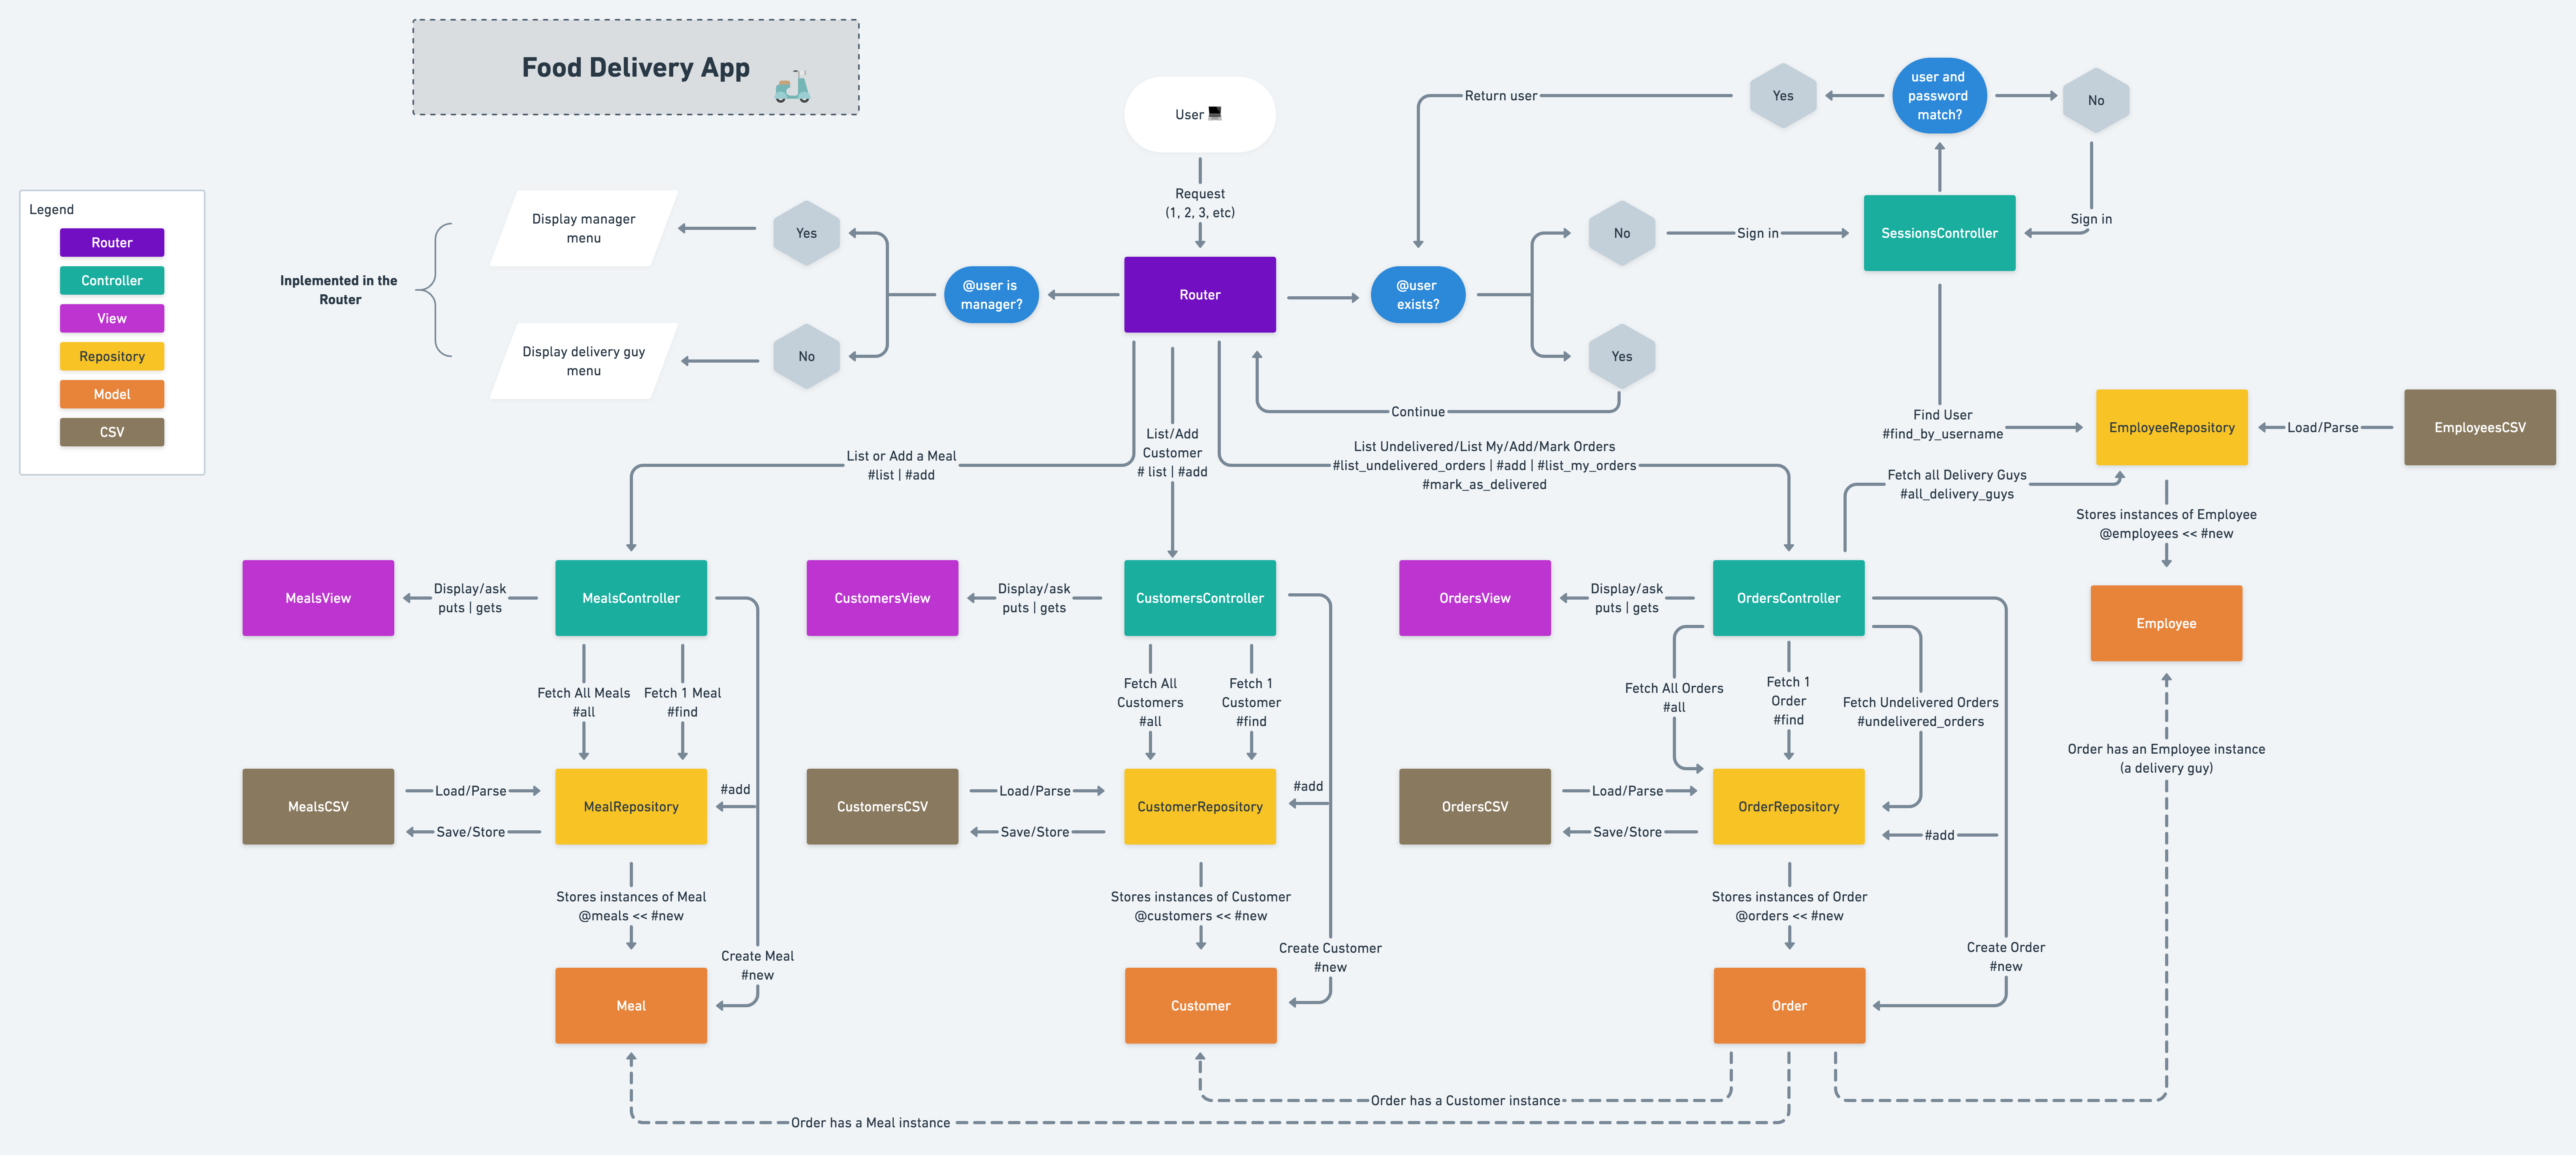 Food Delivery App
User
Request
(1, 2, 3, etc)
Return user
Yes
user and
password
match?
No
Sign in
Legend
Router
Controller
View
Repository
Model
CSV
Inplemented in the
Router
Display manager
menu
Yes
Display delivery guy
menu
No
@user is
manager?
Router
@user
exists?
No
Sign in
SessionsController
Yes
Continue
Find User
#find_by_username
EmployeeRepository
Load/Parse
EmployeesCSV
List or Add a Meal
#list | #add
List/Add
Customer
# list | #add
List Undelivered/List My/Add/Mark Orders
#list_undelivered_orders | #add | #list_my_orders
#mark_as_delivered
Fetch all Delivery Guys
#all_delivery_guys
Stores instances of Employee
@employees << #new
Employee
MealsView
Display/ask
puts | gets
MealsController
CustomersView
Display/ask
puts | gets
CustomersController
OrdersView
Display/ask
puts | gets
OrdersController
Fetch All Meals
#all
Fetch 1 Meal
#find
Fetch All
Customers
#all
Fetch 1
Customer
#find
Fetch All Orders
#all
Fetch 1
Order
#find
Fetch Undelivered Orders
#undelivered_orders
Order has an Employee instance
(a delivery guy)
MealsCSV
Load/Parse
Save/Store
MealRepository
#add
CustomersCSV
Load/Parse
Save/Store
CustomerRepository
#add
OrdersCSV
Load/Parse
Save/Store
OrderRepository
#add
Stores instances of Meal
@meals << #new
Create Meal
#new
Stores instances of Customer
@customers << #new
Create Customer
#new
Stores instances of Order
@orders << #new
Create Order
#new
Meal
Customer
Order
Order has a Customer instance
Order has a Meal instance